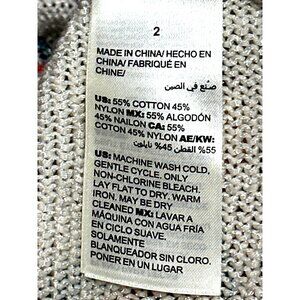 2
MADE IN CHINA/ HECHO EN
CHINA/ FABRIQUÉ EN
CHINE/
صنع في الصين
US: 55% COTTON 45%
NYLON MX: 55% ALGODÓN
45% NAILON CA: 55%
COTON 45% NYLON AE/KW:
55% القطن 45% نايلون
US: MACHINE WASH COLD,
GENTLE CYCLE. ONLY
NON-CHLORINE BLEACH.
LAY FLAT TO DRY. WARM
IRON. MAY BE DRY
CLEANED MX: LAVAR A
MÁQUINA CON AGUA FRÍA
EN CICLO SUAVE.
SOLAMENTE
BLANQUEADOR SIN CLORO.
PONER EN UN LUGAR